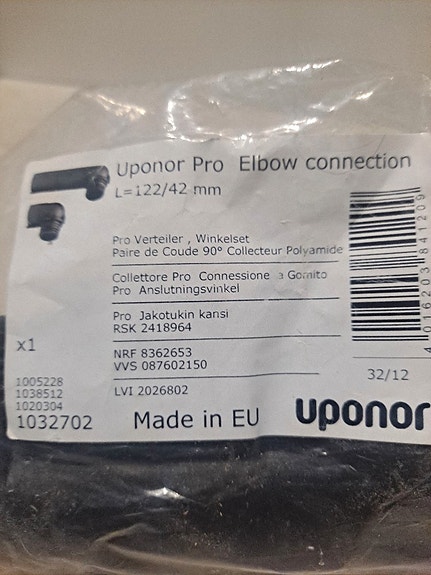 Uponor Pro Elbow connection
L=122/42 mm
Pro Verteiler , Winkelset
Paire de Coude 90° Collecteur Polyamide
Collettore Pro Connessione a Gomito
Pro Anslutningsvinkel
Pro Jakotukin kansi
RSK 2418964
x1
NRF 8362653
VVS 087602150
1005228
1038512
1020304
1032702
LVI 2026802
Made in EU
32/12
uponor
4016203841209